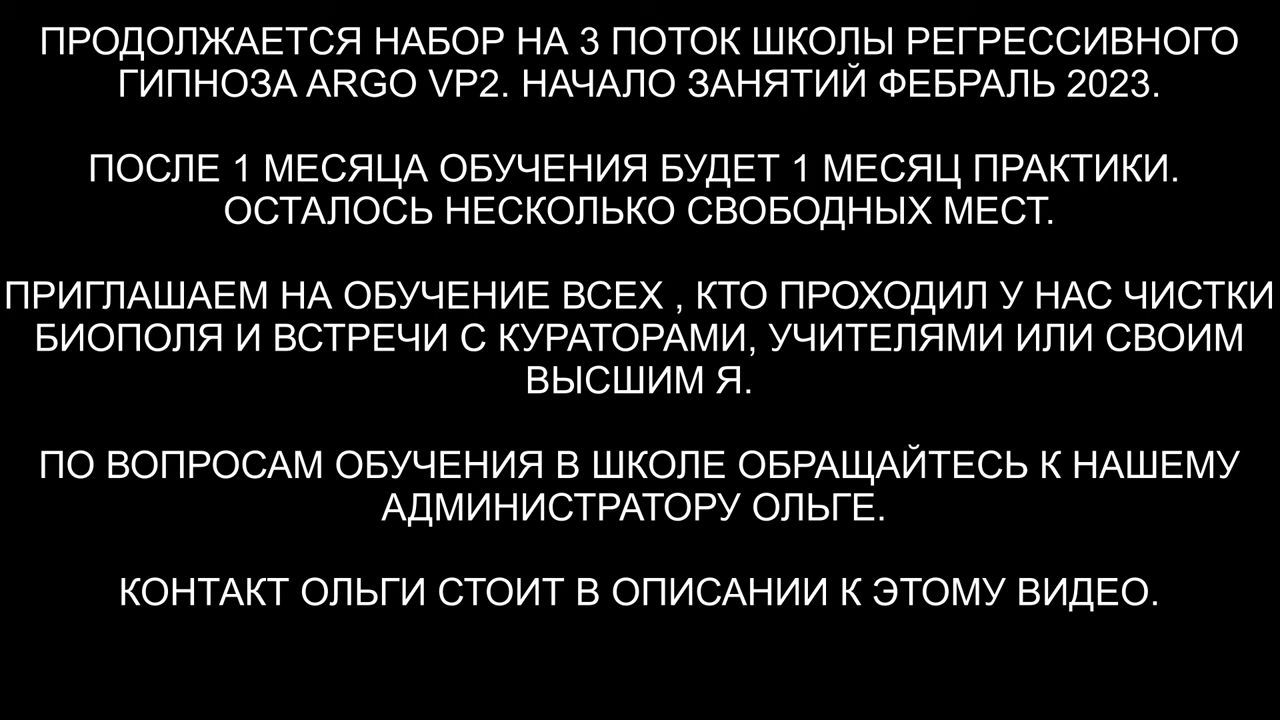 ПРОДОЛЖАЕТСЯ НАБОР НА 3 ПОТОК ШКОЛЫ РЕГРЕССИВНОГО
ГИПНОЗА ARGO VP2. НАЧАЛО ЗАНЯТИЙ ФЕБРАЛЬ 2023.
ПОСЛЕ 1 МЕСЯЦА ОБУЧЕНИЯ БУДЕТ 1 МЕСЯЦ ПРАКТИКИ.
ОСТАЛОСЬ НЕСКОЛЬКО СВОБОДНЫХ МЕСТ.
ПРИГЛАШАЕМ НА ОБУЧЕНИЕ ВСЕХ , КТО ПРОХОДИЛ У НАС ЧИСТКИ
БИОПОЛЯ И ВСТРЕЧИ С КУРАТОРАМИ, УЧИТЕЛЯМИ ИЛИ СВОИМ
ВЫСШИМ Я.
ПО ВОПРОСАМ ОБУЧЕНИЯ В ШКОЛЕ ОБРАЩАЙТЕСЬ К НАШЕМУ
АДМИНИСТРАТОРУ ОЛЬГЕ.
КОНТАКТ ОЛЬГИ СТОИТ В ОПИСАНИИ К ЭТОМУ ВИДЕО.